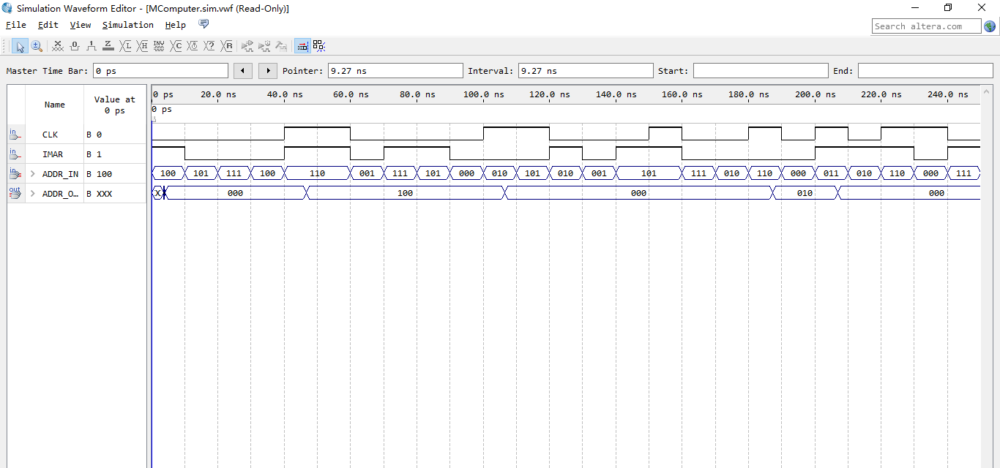 Simulation Waveform Editor - [MComputer.sim.vwf (Read-Only)]
File Edit View Simulation Help
Search altera.com
Master Time Bar: 0 ps Pointer: 9.27 ns Interval: 9.27 ns Start: End:
Name Value at 0 ps
0 ps 20.0 ns 40.0 ns 60.0 ns 80.0 ns 100.0 ns 120.0 ns 140.0 ns 160.0 ns 180.0 ns 200.0 ns 220.0 ns 240.0 ns
0 ps
in CLK B 0
in IMAR B 1
in ADDR_IN B 100 100 101 111 100 110 001 111 101 000 010 101 010 001 101 111 010 110 000 011 010 110 000 111
out ADDR_O... B XXX X 000 100 000 010 000